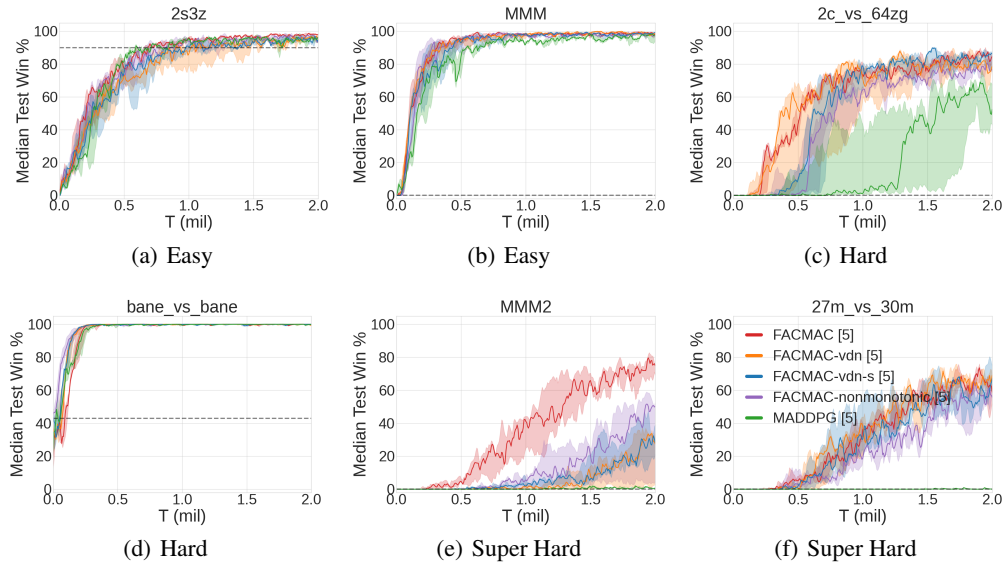 2s3z
MMM
2c_vs_64zg
Median Test Win %
100
80
60
40
20
0
0.0 0.5 1.0 1.5 2.0
T (mil)
Median Test Win %
100
80
60
40
20
0
0.0 0.5 1.0 1.5 2.0
T (mil)
Median Test Win %
100
80
60
40
20
0
0.0 0.5 1.0 1.5 2.0
T (mil)
(a) Easy
(b) Easy
(c) Hard
bane_vs_bane
MMM2
27m_vs_30m
Median Test Win %
100
80
60
40
20
0
0.0 0.5 1.0 1.5 2.0
T (mil)
Median Test Win %
100
80
60
40
20
0
0.0 0.5 1.0 1.5 2.0
T (mil)
Median Test Win %
100
80
60
40
20
0
0.0 0.5 1.0 1.5 2.0
T (mil)
FACMAC [5]
FACMAC-vdn [5]
FACMAC-vdn-s [5]
FACMAC-nonmonotonic [5]
MADDPG [5]
(d) Hard
(e) Super Hard
(f) Super Hard